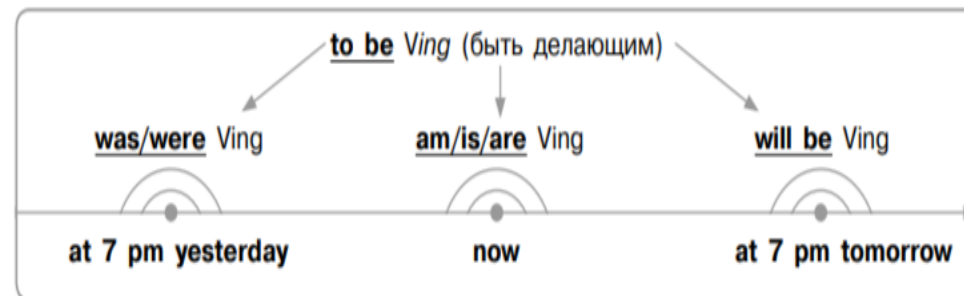 to be Ving (быть делающим)
was/were Ving am/is/are Ving will be Ving
at 7 pm yesterday now at 7 pm tomorrow